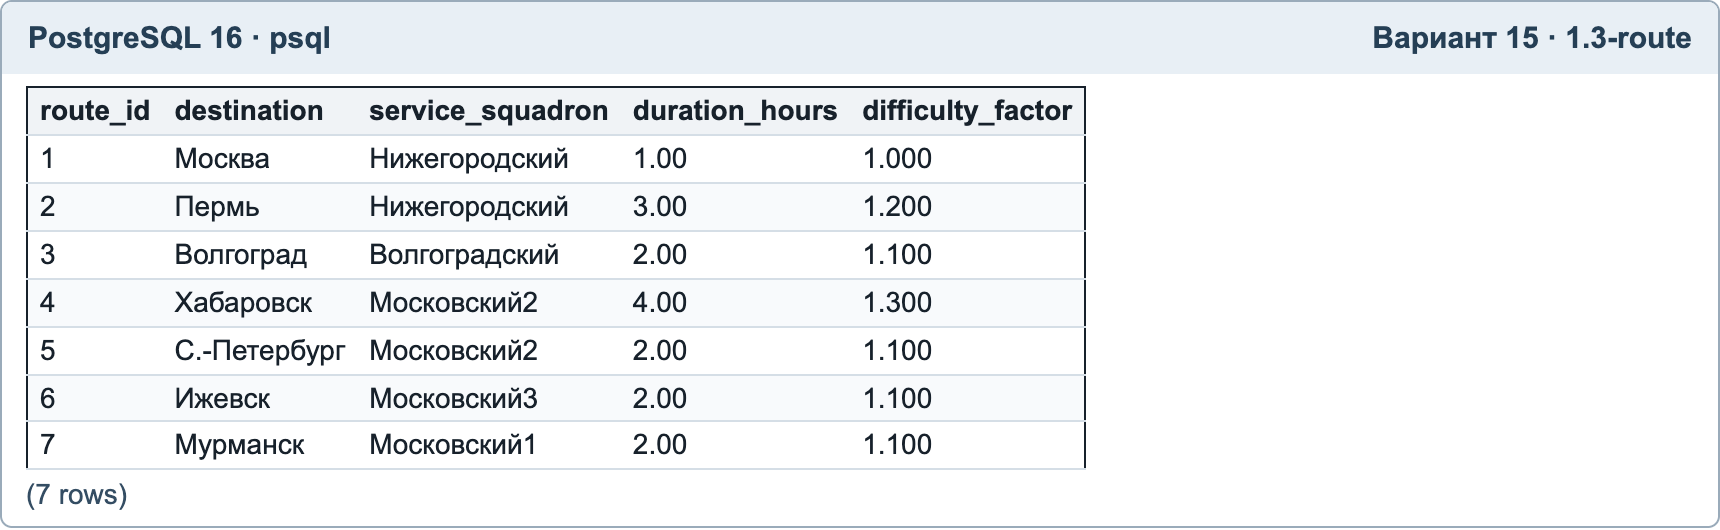 PostgreSQL 16 · psql Вариант 15 · 1.3-route
route_id destination service_squadron duration_hours difficulty_factor
1 Москва Нижегородский 1.00 1.000
2 Пермь Нижегородский 3.00 1.200
3 Волгоград Волгоградский 2.00 1.100
4 Хабаровск Московский2 4.00 1.300
5 С.-Петербург Московский2 2.00 1.100
6 Ижевск Московский3 2.00 1.100
7 Мурманск Московский1 2.00 1.100
(7 rows)